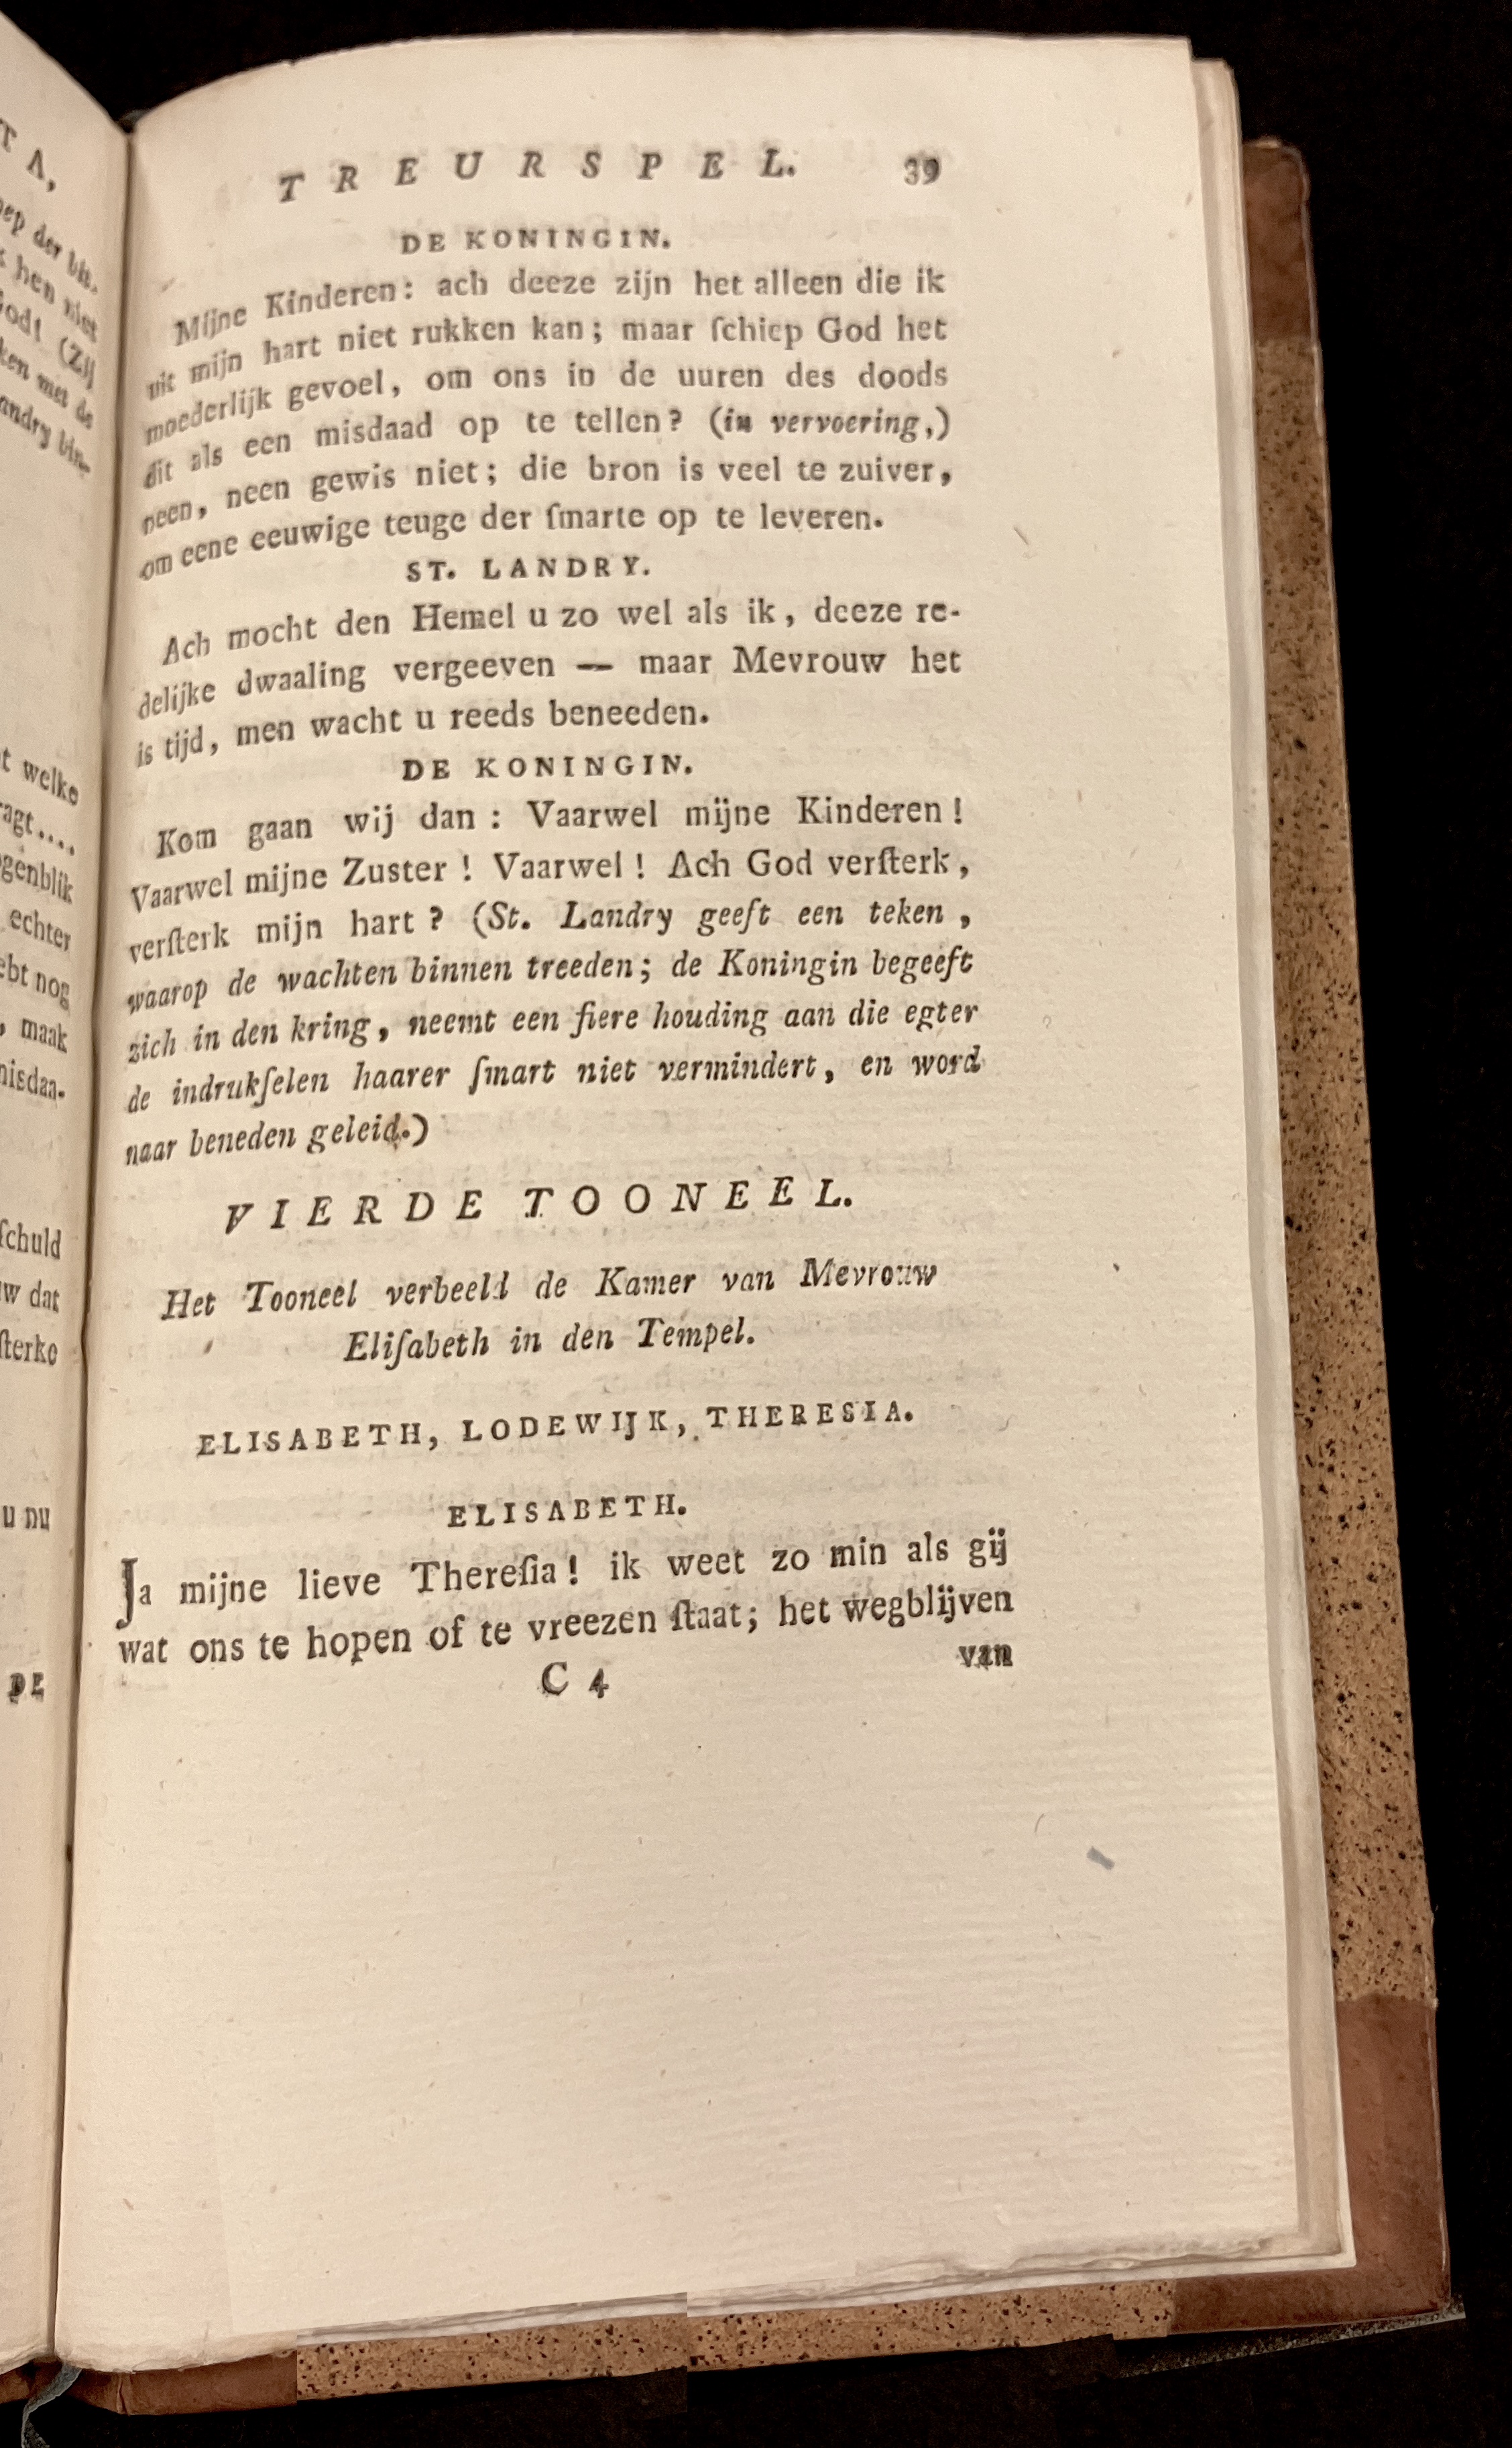 TREURSPEL. 39
DE KONINGIN.
Mijne Kinderen: ach deeze zijn het alleen die ik
uit mijn hart niet rukken kan; maar ſchiep God het
moederlijk gevoel, om ons in de uuren des doods
dit als een misdaad op te tellen? (in vervoering,)
neen, neen gewis niet; die bron is veel te zuiver,
om eene eeuwige teuge der ſmarte op te leveren.
ST. LANDRY.
Ach mocht den Hemel u zo wel als ik, deeze re-
delijke dwaaling vergeeven — maar Mevrouw het
is tijd, men wacht u reeds beneeden.
DE KONINGIN.
Kom gaan wij dan: Vaarwel mijne Kinderen!
Vaarwel mijne Zuster! Vaarwel! Ach God verſterk,
verſterk mijn hart? (St. Landry geeft een teken,
waarop de wachten binnen treeden; de Koningin begeeft
zich in den kring, neemt een fiere houding aan die egter
de indrukſelen haarer ſmart niet vermindert, en word
naar beneden geleid.)
VIERDE TOONEEL.
Het Tooneel verbeeld de Kamer van Mevrouw
Eliſabeth in den Tempel.
ELISABETH, LODEWIJK, THERESIA.
ELISABETH.
Ja mijne lieve Thereſia! ik weet zo min als gij
wat ons te hopen of te vreezen ſtaat; het wegblijven
van
C 4